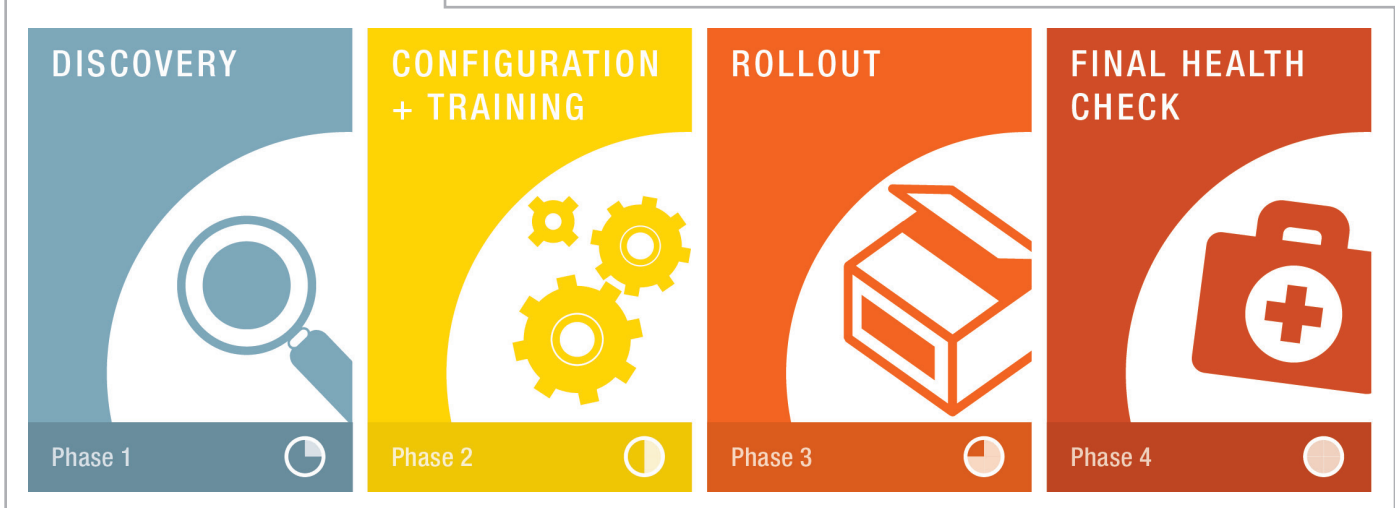 DISCOVERY
Phase 1
CONFIGURATION
+ TRAINING
Phase 2
ROLLOUT
Phase 3
FINAL HEALTH
CHECK
Phase 4